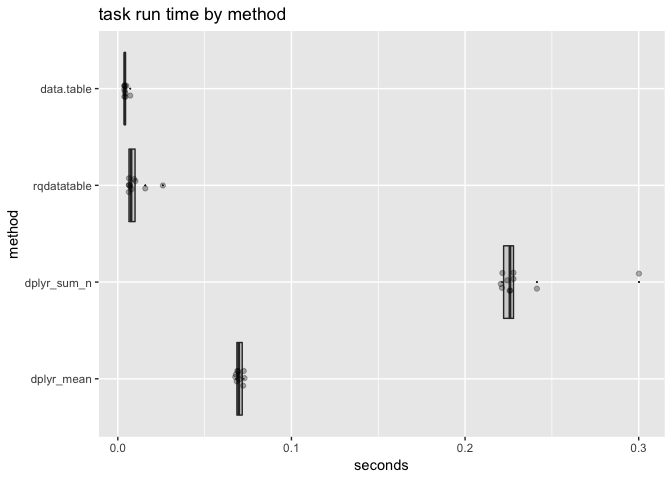 task run time by method
method
data.table
rqdatatable
dplyr_sum_n
dplyr_mean
0.0 0.1 0.2 0.3
seconds